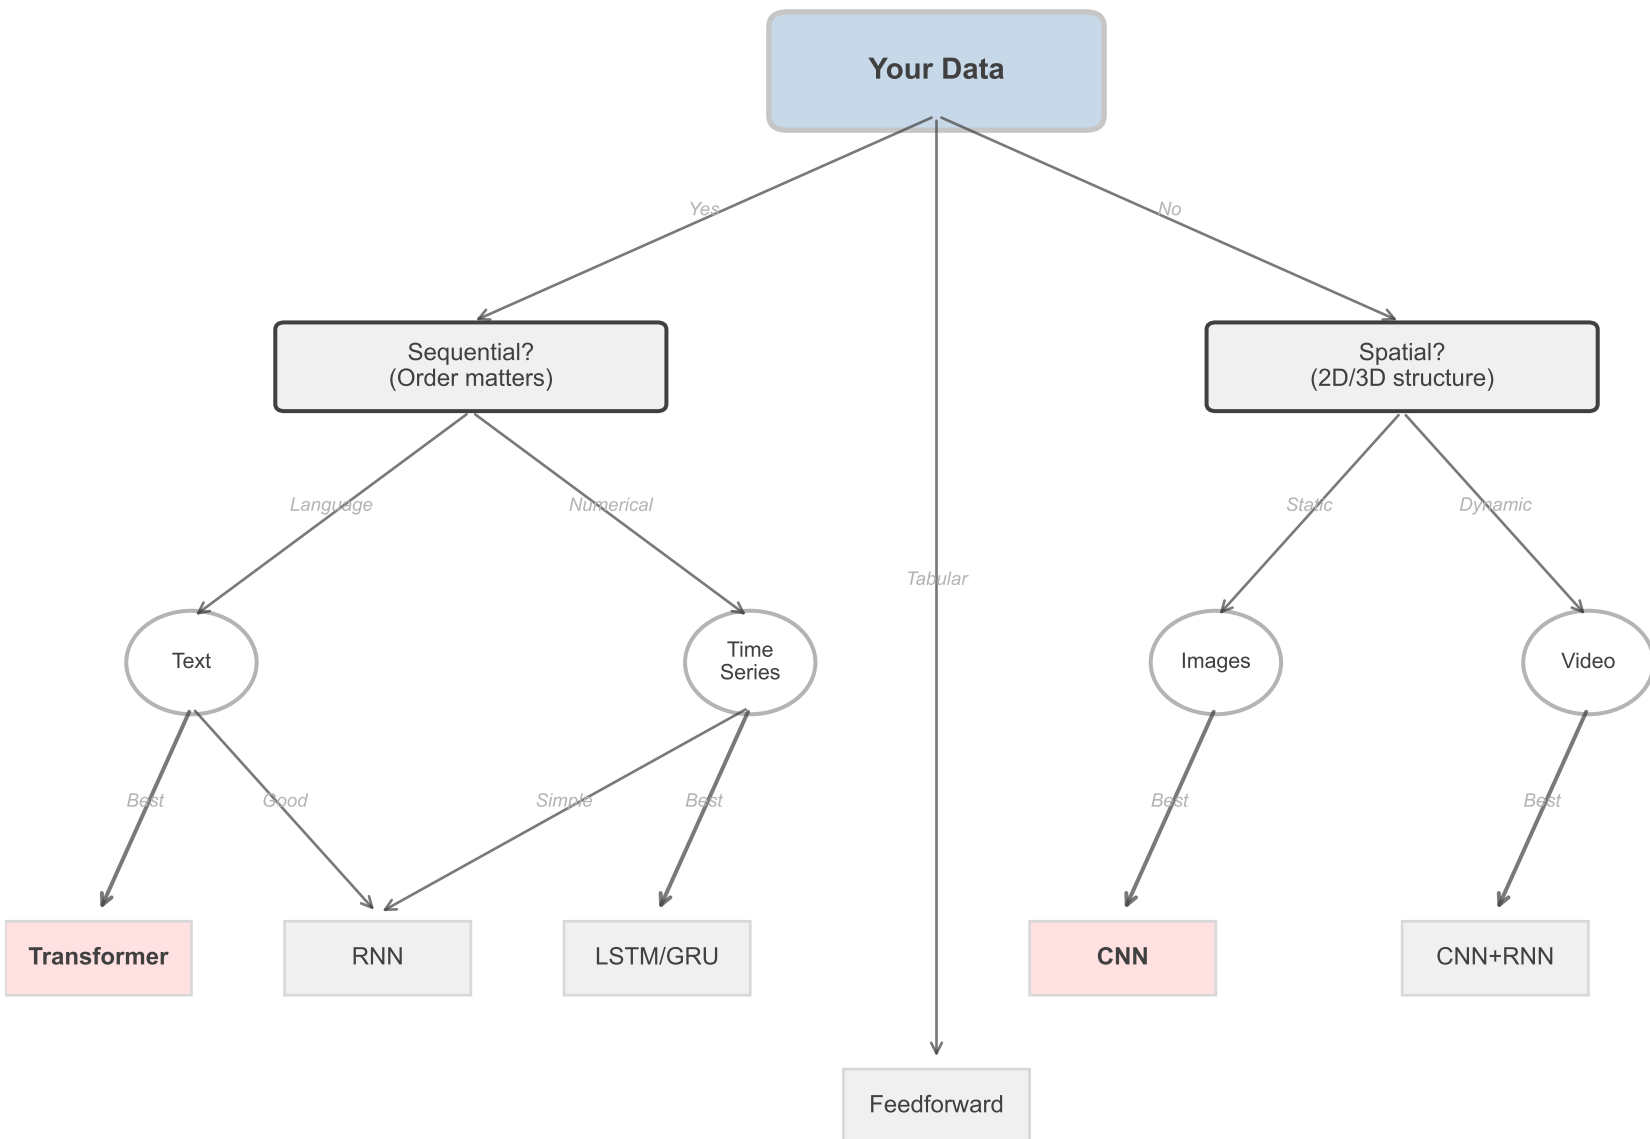 Your Data
Yes
No
Sequential?
(Order matters)
Spatial?
(2D/3D structure)
Language
Numerical
Static
Dynamic
Tabular
Text
Time
Series
Images
Video
Best
Good
Simple
Best
Best
Best
Transformer
RNN
LSTM/GRU
CNN
CNN+RNN
Feedforward